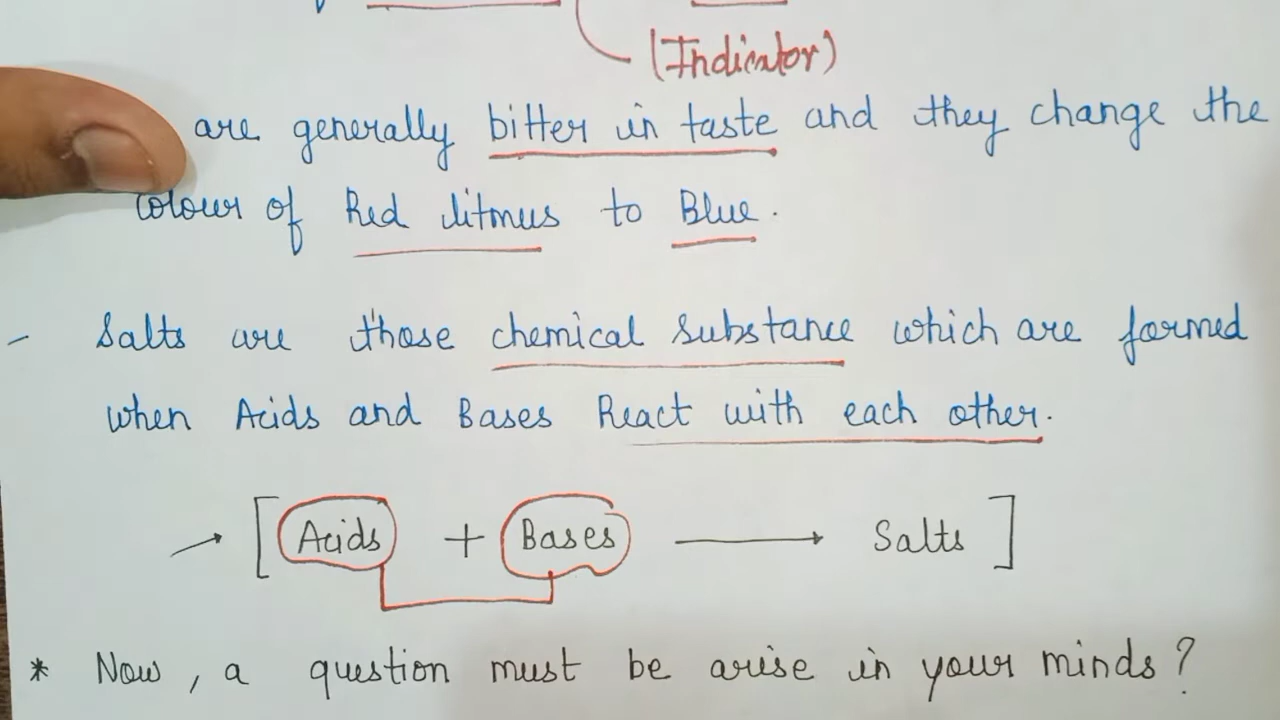 (Indicator)
are generally bitter in taste and they change the
colour of Red litmus to Blue.
- Salts are those chemical substance which are formed
when Acids and Bases React with each other.
→ [Acids + Bases → Salts]
* Now, a question must be arise in your minds?